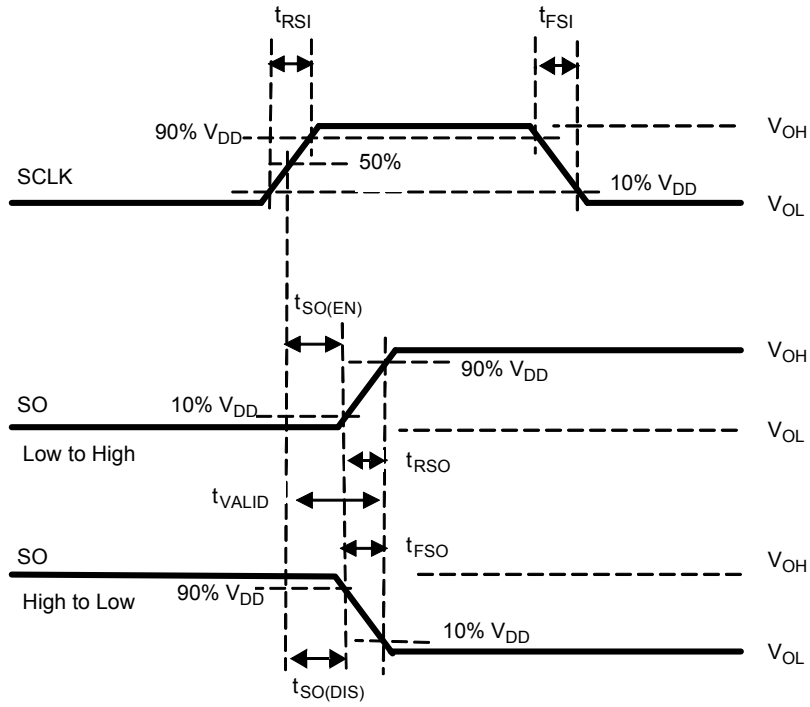 tRSI
tFSI
90% VDD
VOH
50%
SCLK
10% VDD
VOL
tSO(EN)
VOH
90% VDD
SO
10% VDD
VOL
Low to High
tRSO
tVALID
tFSO
SO
VOH
High to Low
90% VDD
10% VDD
VOL
tSO(DIS)